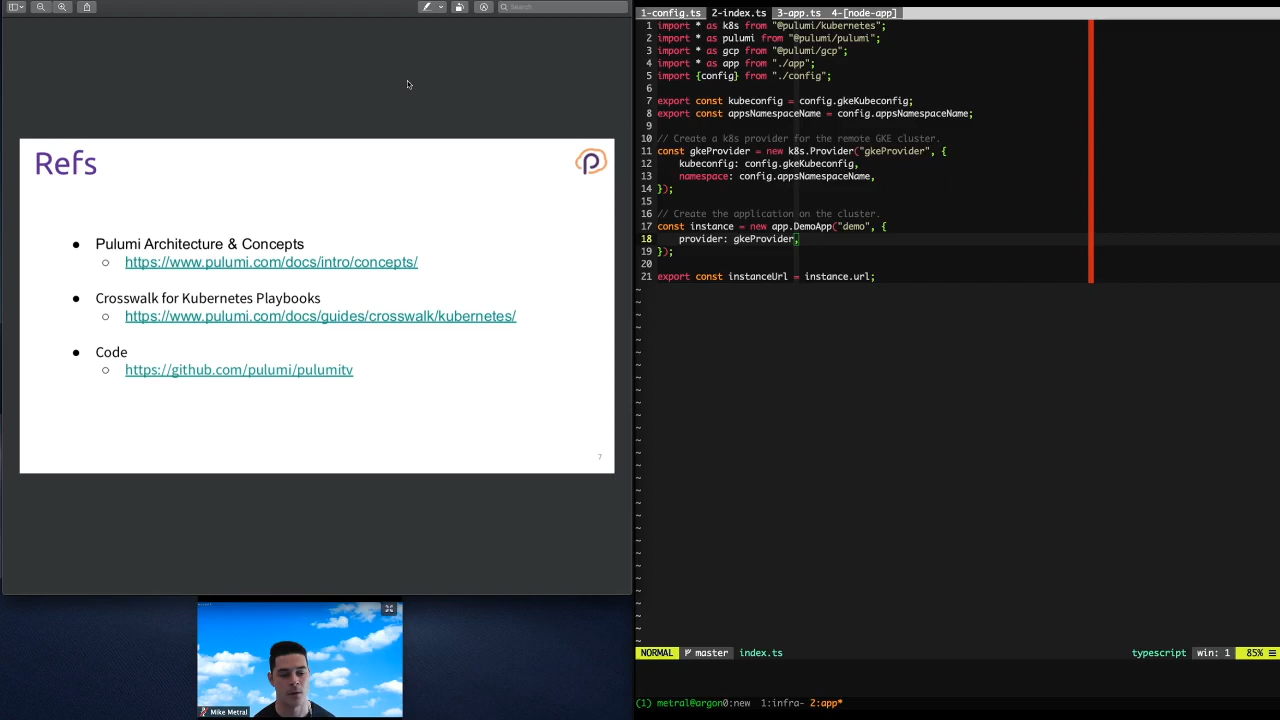 Search
Refs
● Pulumi Architecture & Concepts
○ https://www.pulumi.com/docs/intro/concepts/
● Crosswalk for Kubernetes Playbooks
○ https://www.pulumi.com/docs/guides/crosswalk/kubernetes/
● Code
○ https://github.com/pulumi/pulumitv
7
Mike Metral
1-config.ts 2-index.ts 3-app.ts 4-[node-app]
1 import * as k8s from "@pulumi/kubernetes";
2 import * as pulumi from "@pulumi/pulumi";
3 import * as gcp from "@pulumi/gcp";
4 import * as app from "./app";
5 import {config} from "./config";
6
7 export const kubeconfig = config.gkeKubeconfig;
8 export const appsNamespaceName = config.appsNamespaceName;
9
10 // Create a k8s provider for the remote GKE cluster.
11 const gkeProvider = new k8s.Provider("gkeProvider", {
12 kubeconfig: config.gkeKubeconfig,
13 namespace: config.appsNamespaceName,
14 });
15
16 // Create the application on the cluster.
17 const instance = new app.DemoApp("demo", {
18 provider: gkeProvider,
19 });
20
21 export const instanceUrl = instance.url;
NORMAL master index.ts typescript win: 1 85%
(1) metral@argon0:new 1:infra- 2:app*